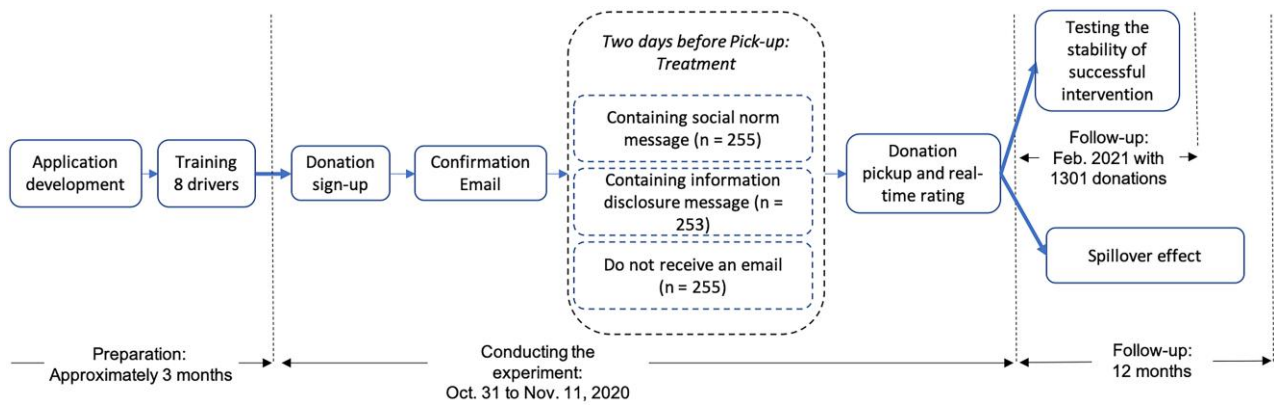 Application
development
Training
8 drivers
Donation
sign-up
Confirmation
Email
Two days before Pick-up:
Treatment
Containing social norm
message (n = 255)
Containing information
disclosure message (n =
253)
Do not receive an email
(n = 255)
Donation
pickup and real-
time rating
Testing the
stability of
successful
intervention
Follow-up:
Feb. 2021 with
1301 donations
Spillover effect
Preparation:
Approximately 3 months
Conducting the
experiment:
Oct. 31 to Nov. 11, 2020
Follow-up:
12 months